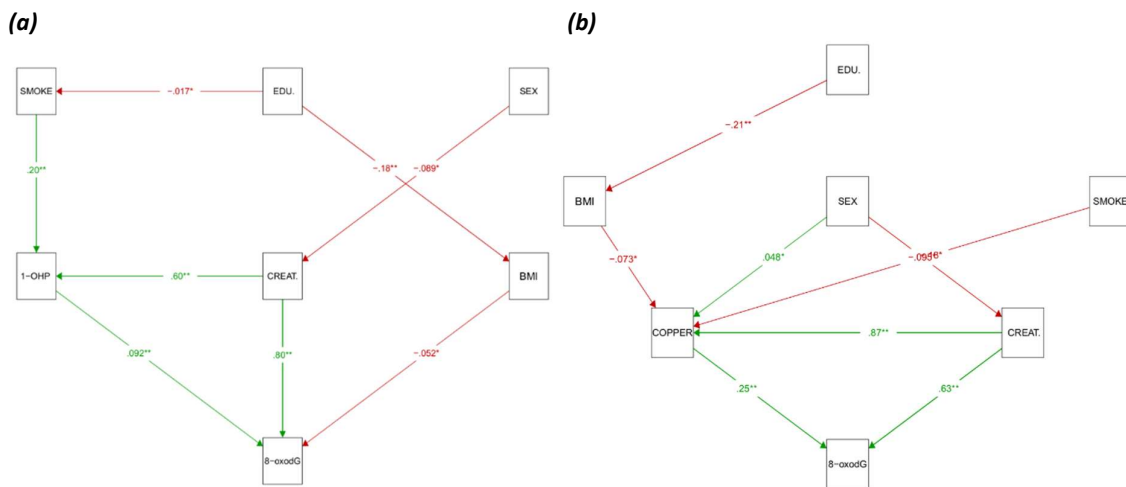 (a)
(b)
EDU.
SMOKE
-.017*
EDU.
SEX
-.21**
.20**
-.18**
-.089*
BMI
SEX
SMOKE
-.073*
.048*
-.095*
1-OHP
.60**
CREAT.
BMI
COPPER
.87**
CREAT.
.092**
.80**
-.052*
.25**
.63**
8-oxodG
8-oxodG